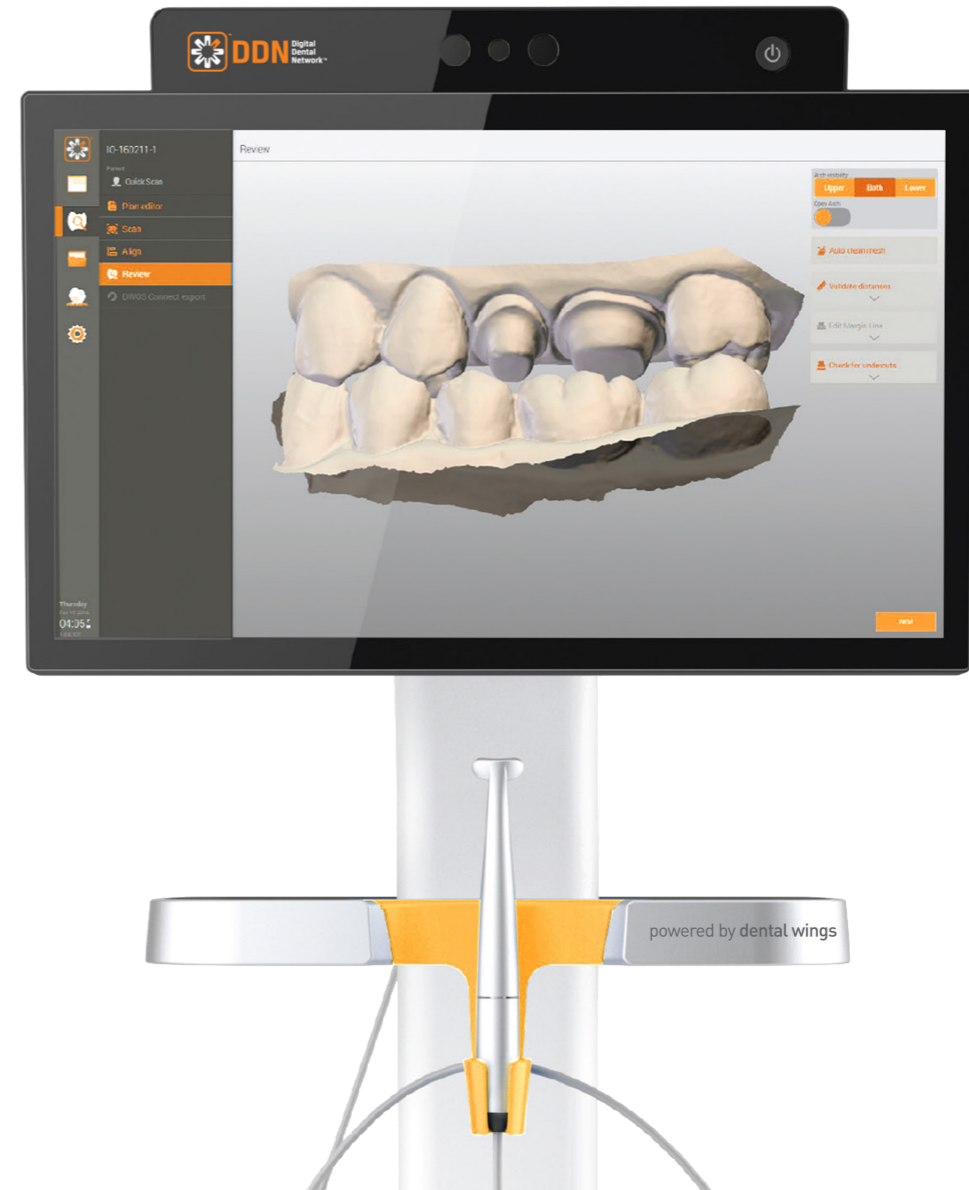 DDN Digital
Dental
Network™
IO-160211-1
Patient
QuickScan
Plan editor
Scan
Align
Review
DWOS Connect export
Review
Arch visibility
Upper Both Lower
Open Arch
Auto clean mesh
Validate distances
Edit Margin Line
Check for undercuts
Next
Thursday
04:05
powered by dental wings